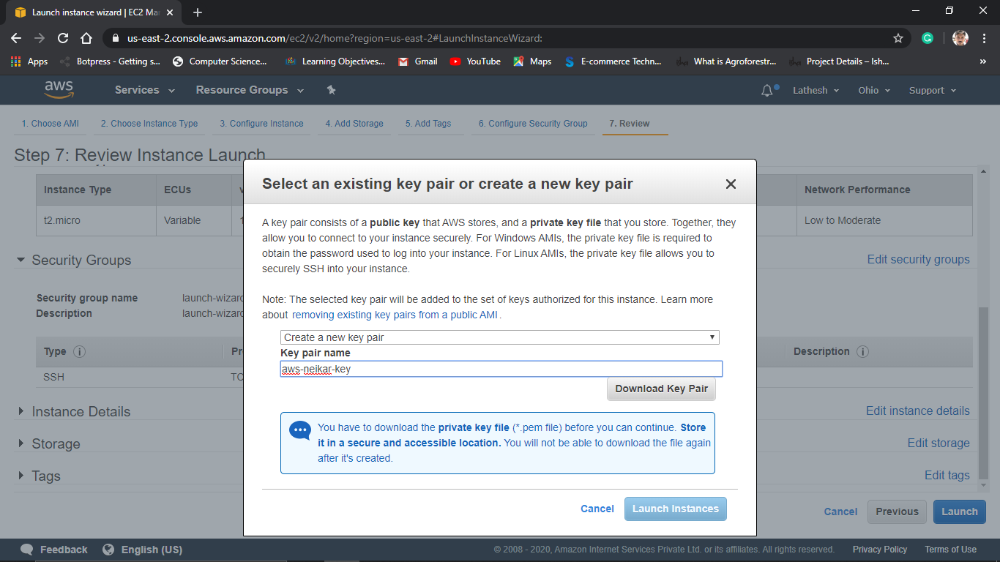 Launch instance wizard | EC2 Ma
us-east-2.console.aws.amazon.com/ec2/v2/home?region=us-east-2#LaunchInstanceWizard:
Apps Botpress - Getting s... Computer Science... Learning Objectives... Gmail YouTube Maps E-commerce Techn... What is Agroforestr... Project Details – Ish... »
aws Services Resource Groups Lathesh Ohio Support
1. Choose AMI 2. Choose Instance Type 3. Configure Instance 4. Add Storage 5. Add Tags 6. Configure Security Group 7. Review
Step 7: Review Instance Launch
Select an existing key pair or create a new key pair
Instance Type ECUs Network Performance
t2.micro Variable Low to Moderate
A key pair consists of a public key that AWS stores, and a private key file that you store. Together, they
allow you to connect to your instance securely. For Windows AMIs, the private key file is required to
obtain the password used to log into your instance. For Linux AMIs, the private key file allows you to
securely SSH into your instance.
Security Groups
Edit security groups
Security group name launch-wizard
Description launch-wizard
Note: The selected key pair will be added to the set of keys authorized for this instance. Learn more
about removing existing key pairs from a public AMI .
Create a new key pair
Key pair name
aws-neikar-key
Type Description
SSH
Download Key Pair
You have to download the private key file (*.pem file) before you can continue. Store
it in a secure and accessible location. You will not be able to download the file again
after it's created.
Instance Details Edit instance details
Storage Edit storage
Tags Edit tags
Cancel Launch Instances
Cancel Previous Launch
Feedback English (US) © 2008 - 2020, Amazon Internet Services Private Ltd. or its affiliates. All rights reserved. Privacy Policy Terms of Use